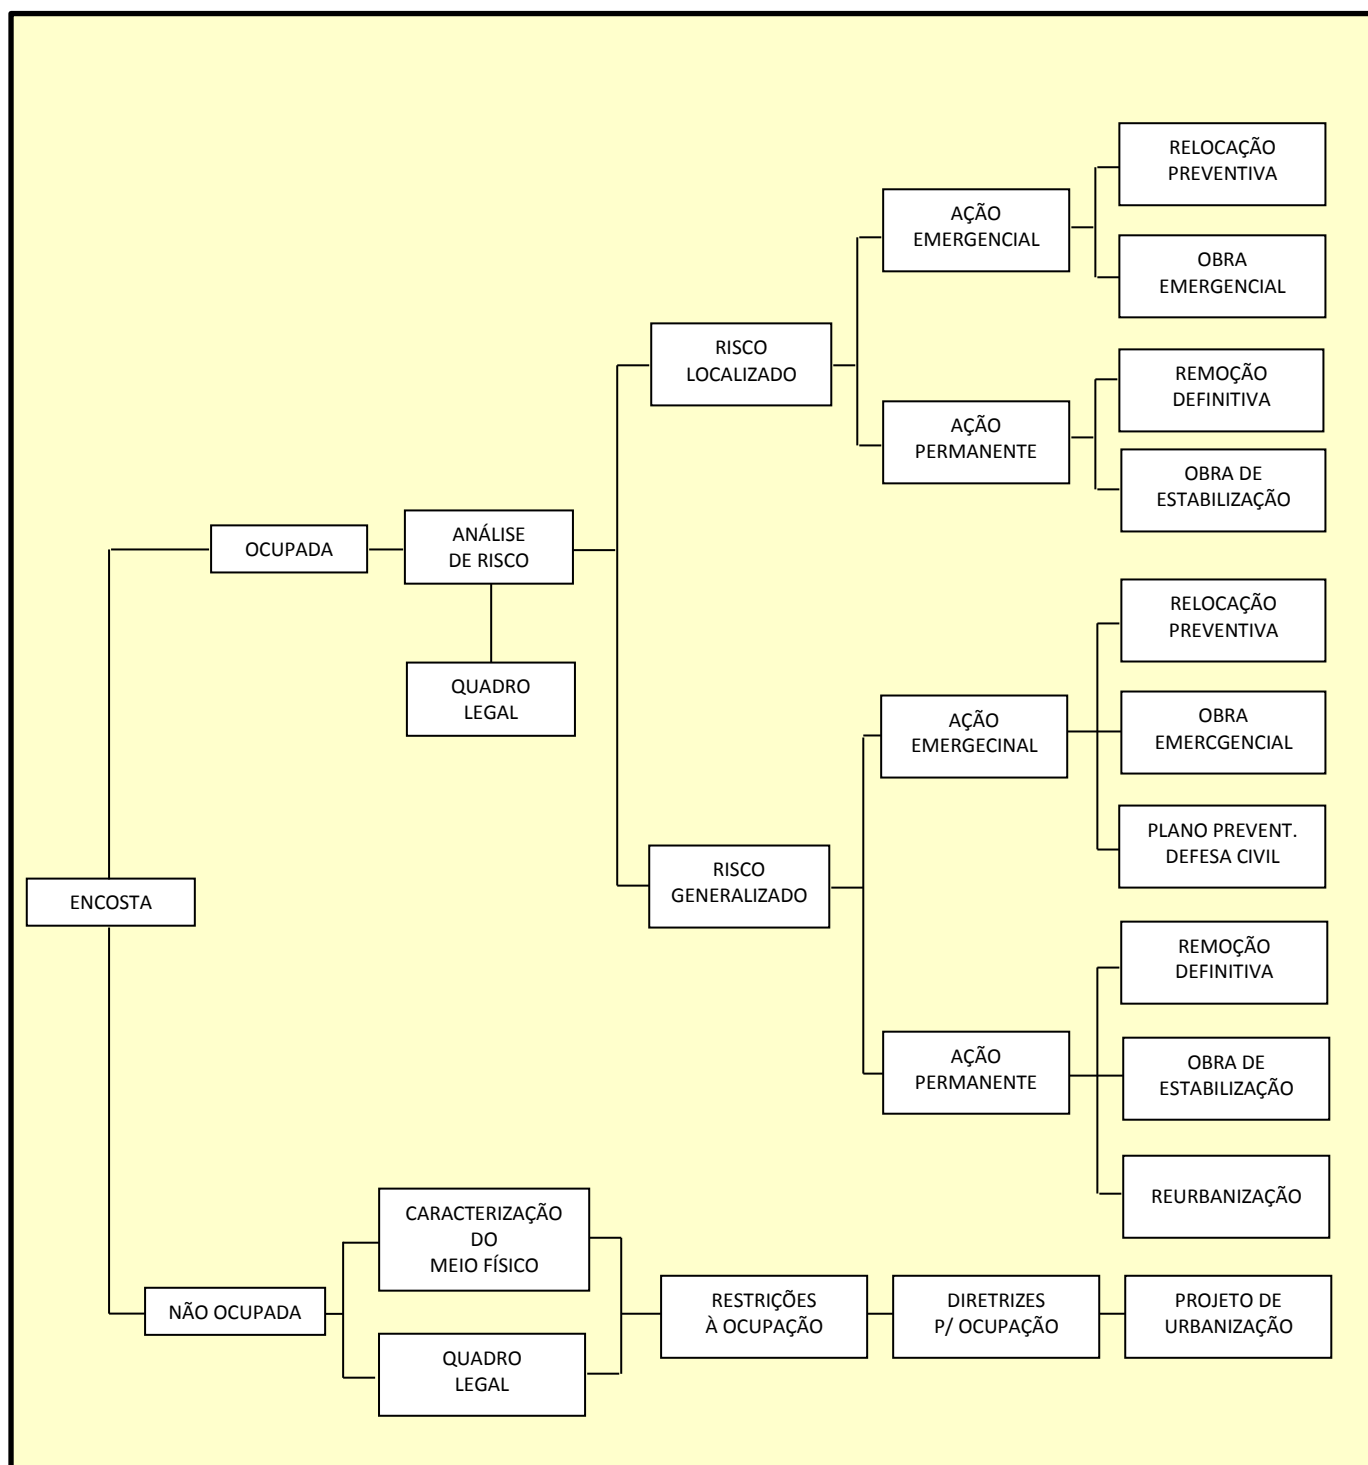 RELOCAÇÃO
PREVENTIVA
AÇÃO
EMERGENCIAL
OBRA
EMERGENCIAL
RISCO
LOCALIZADO
REMOÇÃO
DEFINITIVA
AÇÃO
PERMANENTE
OBRA DE
ESTABILIZAÇÃO
OCUPADA
ANÁLISE
DE RISCO
QUADRO
LEGAL
RELOCAÇÃO
PREVENTIVA
AÇÃO
EMERGECINAL
OBRA
EMERCGENCIAL
PLANO PREVENT.
DEFESA CIVIL
ENCOSTA
RISCO
GENERALIZADO
REMOÇÃO
DEFINITIVA
AÇÃO
PERMANENTE
OBRA DE
ESTABILIZAÇÃO
REURBANIZAÇÃO
CARACTERIZAÇÃO
DO
MEIO FÍSICO
NÃO OCUPADA
RESTRIÇÕES
À OCUPAÇÃO
DIRETRIZES
P/ OCUPAÇÃO
PROJETO DE
URBANIZAÇÃO
QUADRO
LEGAL